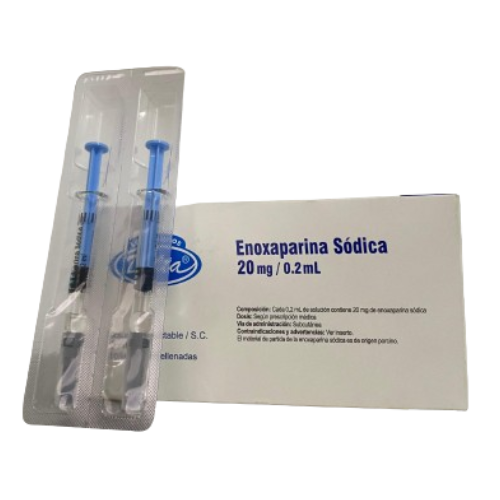 Enoxaparina Sódica
20 mg / 0.2 mL
Composición: Cada 0,2 mL de solución contiene 20 mg de enoxaparina sódica
Dosis: Según prescripción médica
Vía de administración: Subcutánea.
Contraindicaciones y advertencias: Ver inserto.
El material de partida de la enoxaparina sódica es de origen porcino.
table / S.C.
ellenadas